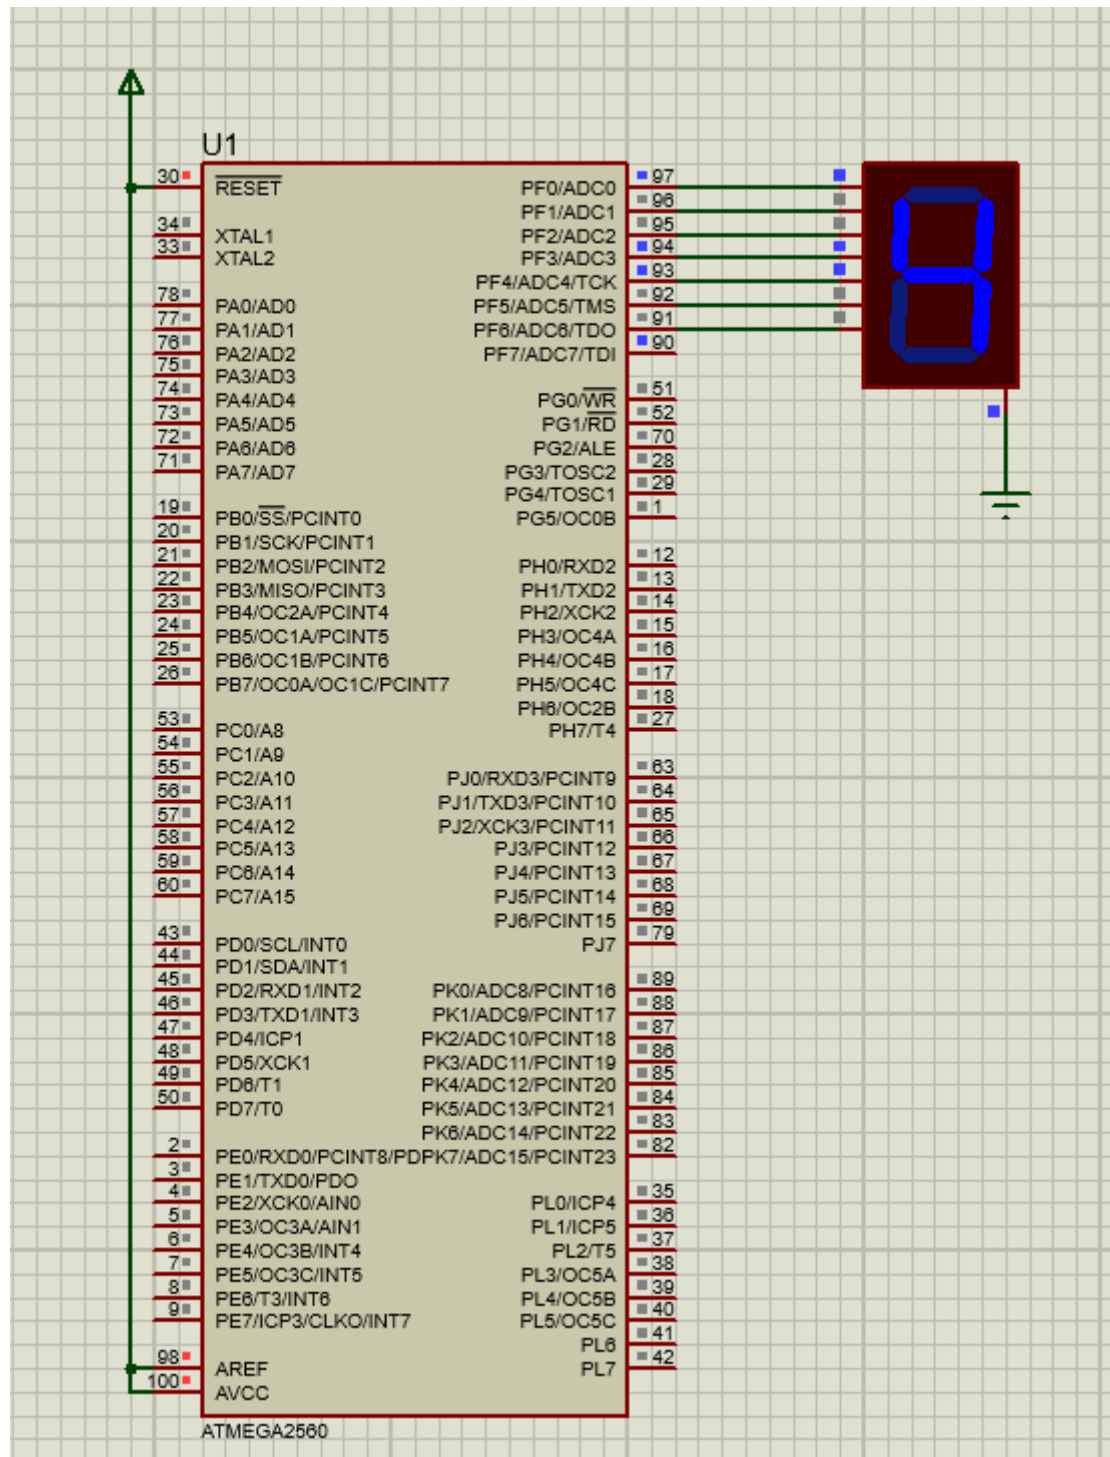 U1
30 RESET PF0/ADC0 97
PF1/ADC1 96
34 XTAL1 PF2/ADC2 95
33 XTAL2 PF3/ADC3 94
PF4/ADC4/TCK 93
78 PA0/AD0 PF5/ADC5/TMS 92
77 PA1/AD1 PF6/ADC6/TDO 91
76 PA2/AD2 PF7/ADC7/TDI 90
75 PA3/AD3
74 PA4/AD4 PG0/WR 51
73 PA5/AD5 PG1/RD 52
72 PA6/AD6 PG2/ALE 70
71 PA7/AD7 PG3/TOSC2 28
PG4/TOSC1 29
19 PB0/SS/PCINT0 PG5/OC0B 1
20 PB1/SCK/PCINT1
21 PB2/MOSI/PCINT2 PH0/RXD2 12
22 PB3/MISO/PCINT3 PH1/TXD2 13
23 PB4/OC2A/PCINT4 PH2/XCK2 14
24 PB5/OC1A/PCINT5 PH3/OC4A 15
25 PB6/OC1B/PCINT6 PH4/OC4B 16
26 PB7/OC0A/OC1C/PCINT7 PH5/OC4C 17
PH6/OC2B 18
53 PC0/A8 PH7/T4 27
54 PC1/A9
55 PC2/A10 PJ0/RXD3/PCINT9 63
56 PC3/A11 PJ1/TXD3/PCINT10 64
57 PC4/A12 PJ2/XCK3/PCINT11 65
58 PC5/A13 PJ3/PCINT12 66
59 PC6/A14 PJ4/PCINT13 67
60 PC7/A15 PJ5/PCINT14 68
PJ6/PCINT15 69
43 PD0/SCL/INT0 PJ7 79
44 PD1/SDA/INT1
45 PD2/RXD1/INT2 PK0/ADC8/PCINT16 89
46 PD3/TXD1/INT3 PK1/ADC9/PCINT17 88
47 PD4/ICP1 PK2/ADC10/PCINT18 87
48 PD5/XCK1 PK3/ADC11/PCINT19 86
49 PD6/T1 PK4/ADC12/PCINT20 85
50 PD7/T0 PK5/ADC13/PCINT21 84
PK6/ADC14/PCINT22 83
2 PE0/RXD0/PCINT8/PDPK7/ADC15/PCINT23 82
3 PE1/TXD0/PDO
4 PE2/XCK0/AIN0 PL0/ICP4 35
5 PE3/OC3A/AIN1 PL1/ICP5 36
6 PE4/OC3B/INT4 PL2/T5 37
7 PE5/OC3C/INT5 PL3/OC5A 38
8 PE6/T3/INT6 PL4/OC5B 39
9 PE7/ICP3/CLKO/INT7 PL5/OC5C 40
PL6 41
98 AREF PL7 42
100 AVCC
ATMEGA2560